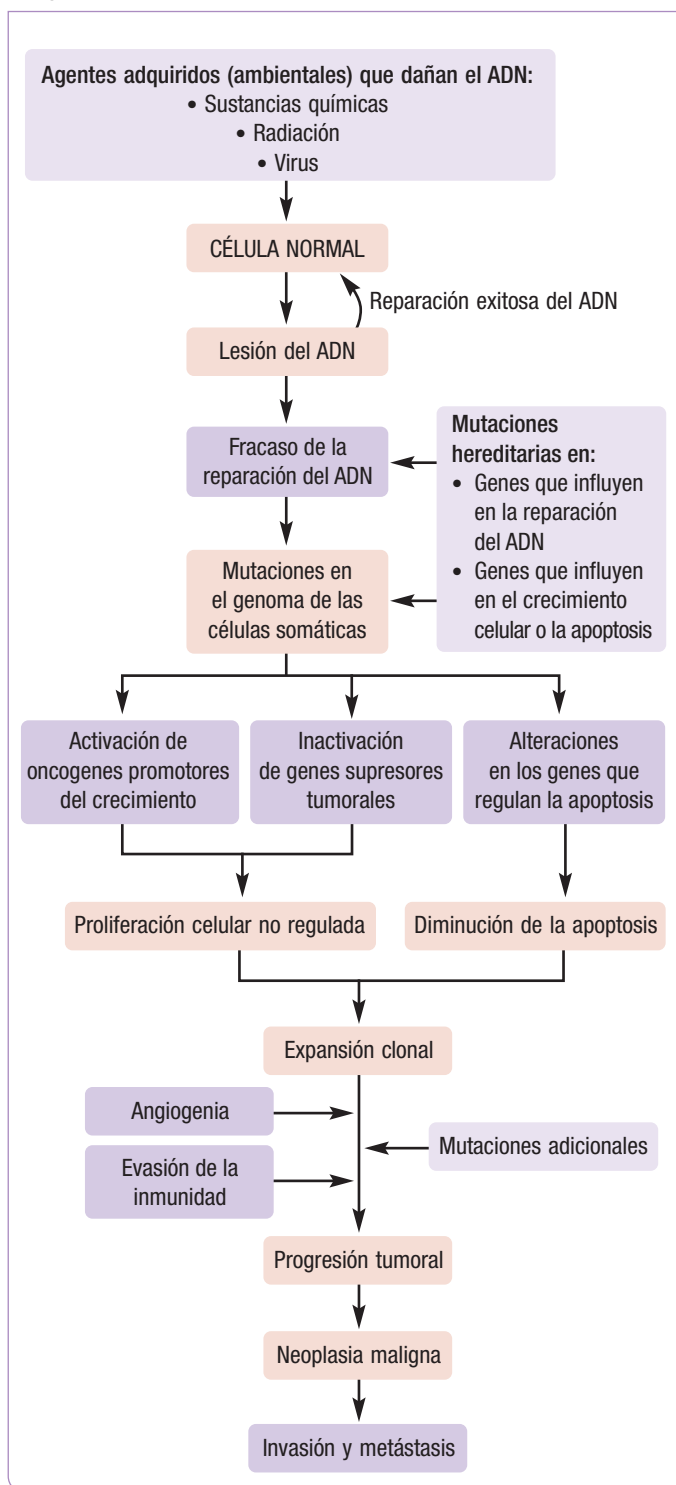 Agentes adquiridos (ambientales) que dañan el ADN:
• Sustancias químicas
• Radiación
• Virus
CÉLULA NORMAL
Reparación exitosa del ADN
Lesión del ADN
Fracaso de la
reparación del ADN
Mutaciones
hereditarias en:
• Genes que influyen
en la reparación
del ADN
• Genes que influyen
en el crecimiento
celular o la apoptosis
Mutaciones en
el genoma de las
células somáticas
Activación de
oncogenes promotores
del crecimiento
Inactivación
de genes supresores
tumorales
Alteraciones
en los genes que
regulan la apoptosis
Proliferación celular no regulada
Diminución de la apoptosis
Expansión clonal
Angiogenia
Mutaciones adicionales
Evasión de la
inmunidad
Progresión tumoral
Neoplasia maligna
Invasión y metástasis